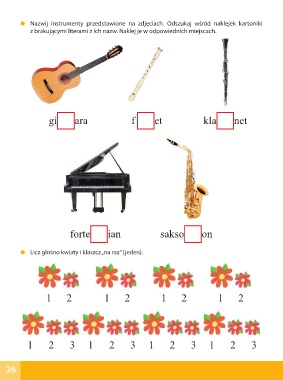 Nazwij instrumenty przedstawione na zdjęciach. Odszukaj wśród naklejek kartoniki
z brakującymi literami z ich nazw. Naklej je w odpowiednich miejscach.
gi ara f et kla net
forte ian sakso on
Licz głośno kwiaty i klaszcz „na raz” (jeden).
1 2 1 2 1 2 1 2
1 2 3 1 2 3 1 2 3 1 2 3
26